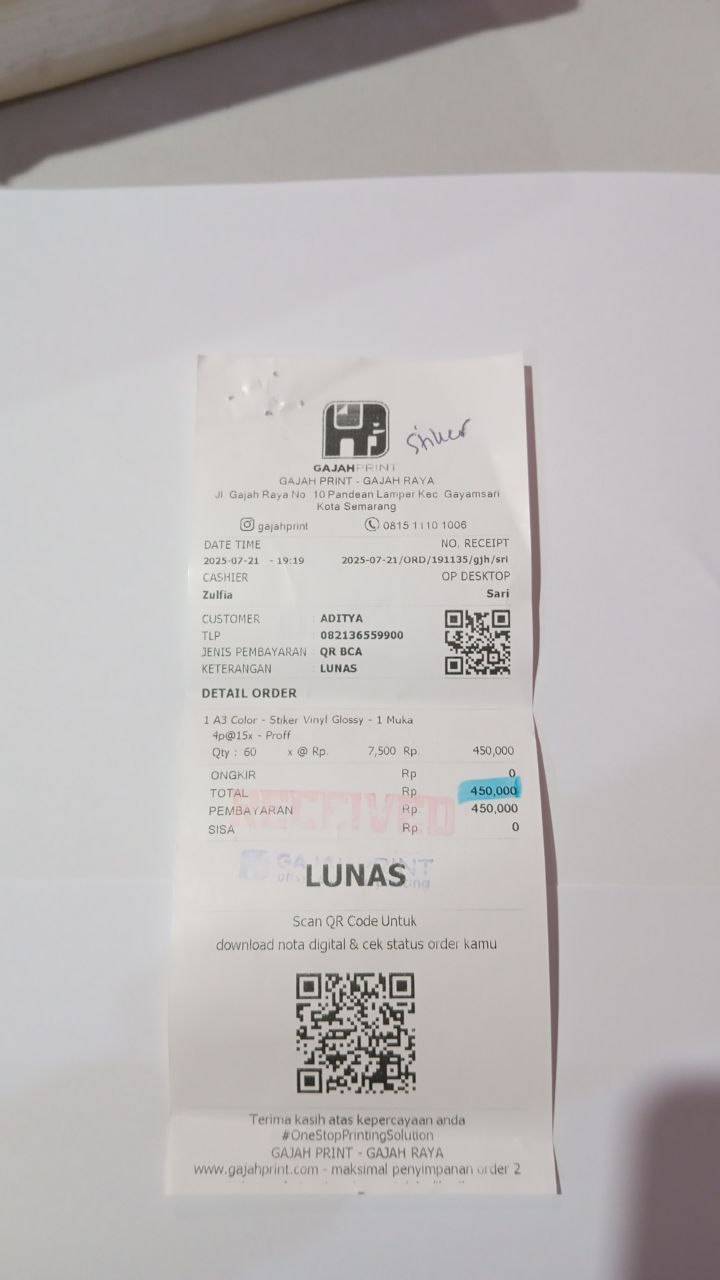 stiker
GAJAHPRINT
GAJAH PRINT - GAJAH RAYA
Jl. Gajah Raya No. 10 Pandean Lamper Kec. Gayamsari
Kota Semarang
gajahprint 0815 1110 1006
DATE TIME NO. RECEIPT
2025-07-21 - 19:19 2025-07-21/ORD/191135/gjh/sri
CASHIER OP DESKTOP
Zulfia Sari
CUSTOMER ADITYA
TLP 082136559900
JENIS PEMBAYARAN QR BCA
KETERANGAN LUNAS
DETAIL ORDER
1 A3 Color - Stiker Vinyl Glossy - 1 Muka
4p@15x - Proff
Qty : 60 x @ Rp. 7,500 Rp 450,000
ONGKIR Rp 0
TOTAL Rp 450,000
PEMBAYARAN Rp 450,000
SISA Rp 0
RECEIVED
GAJAHPRINT
LUNAS
Scan QR Code Untuk
download nota digital & cek status order kamu
Terima kasih atas kepercayaan anda
#OneStopPrintingSolution
GAJAH PRINT - GAJAH RAYA
www.gajahprint.com - maksimal penyimpanan order 2